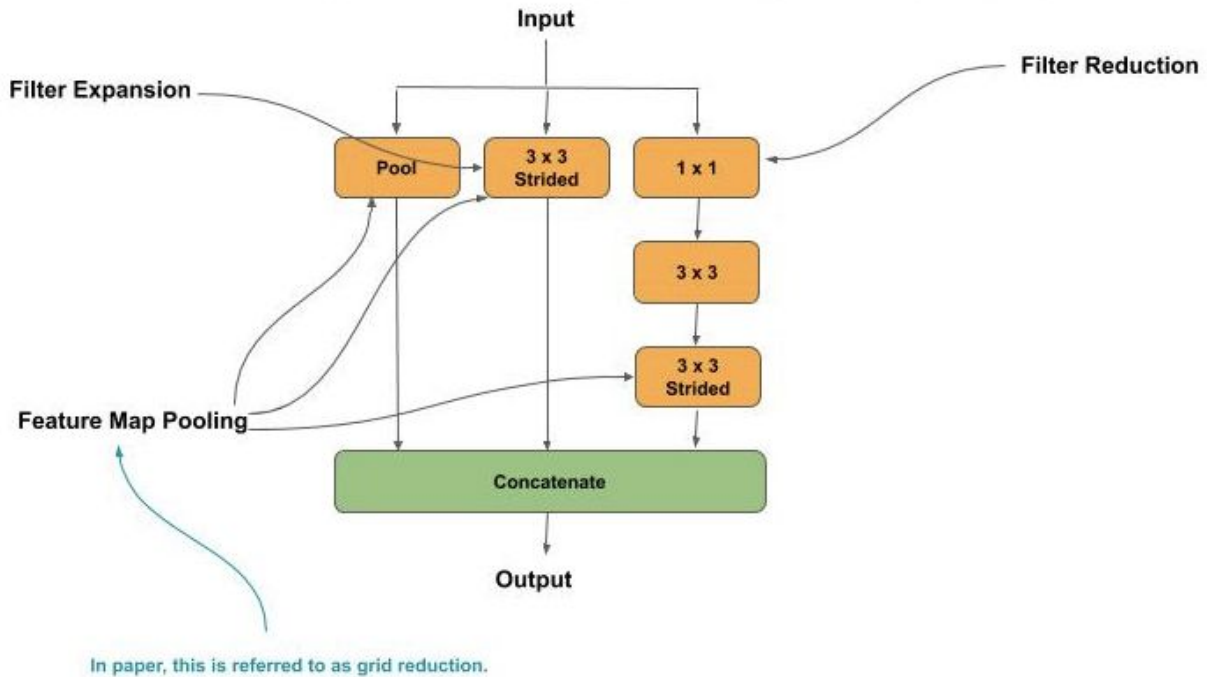 Input
Filter Expansion
Filter Reduction
Pool
3 x 3
Strided
1 x 1
3 x 3
3 x 3
Strided
Feature Map Pooling
Concatenate
Output
In paper, this is referred to as grid reduction.